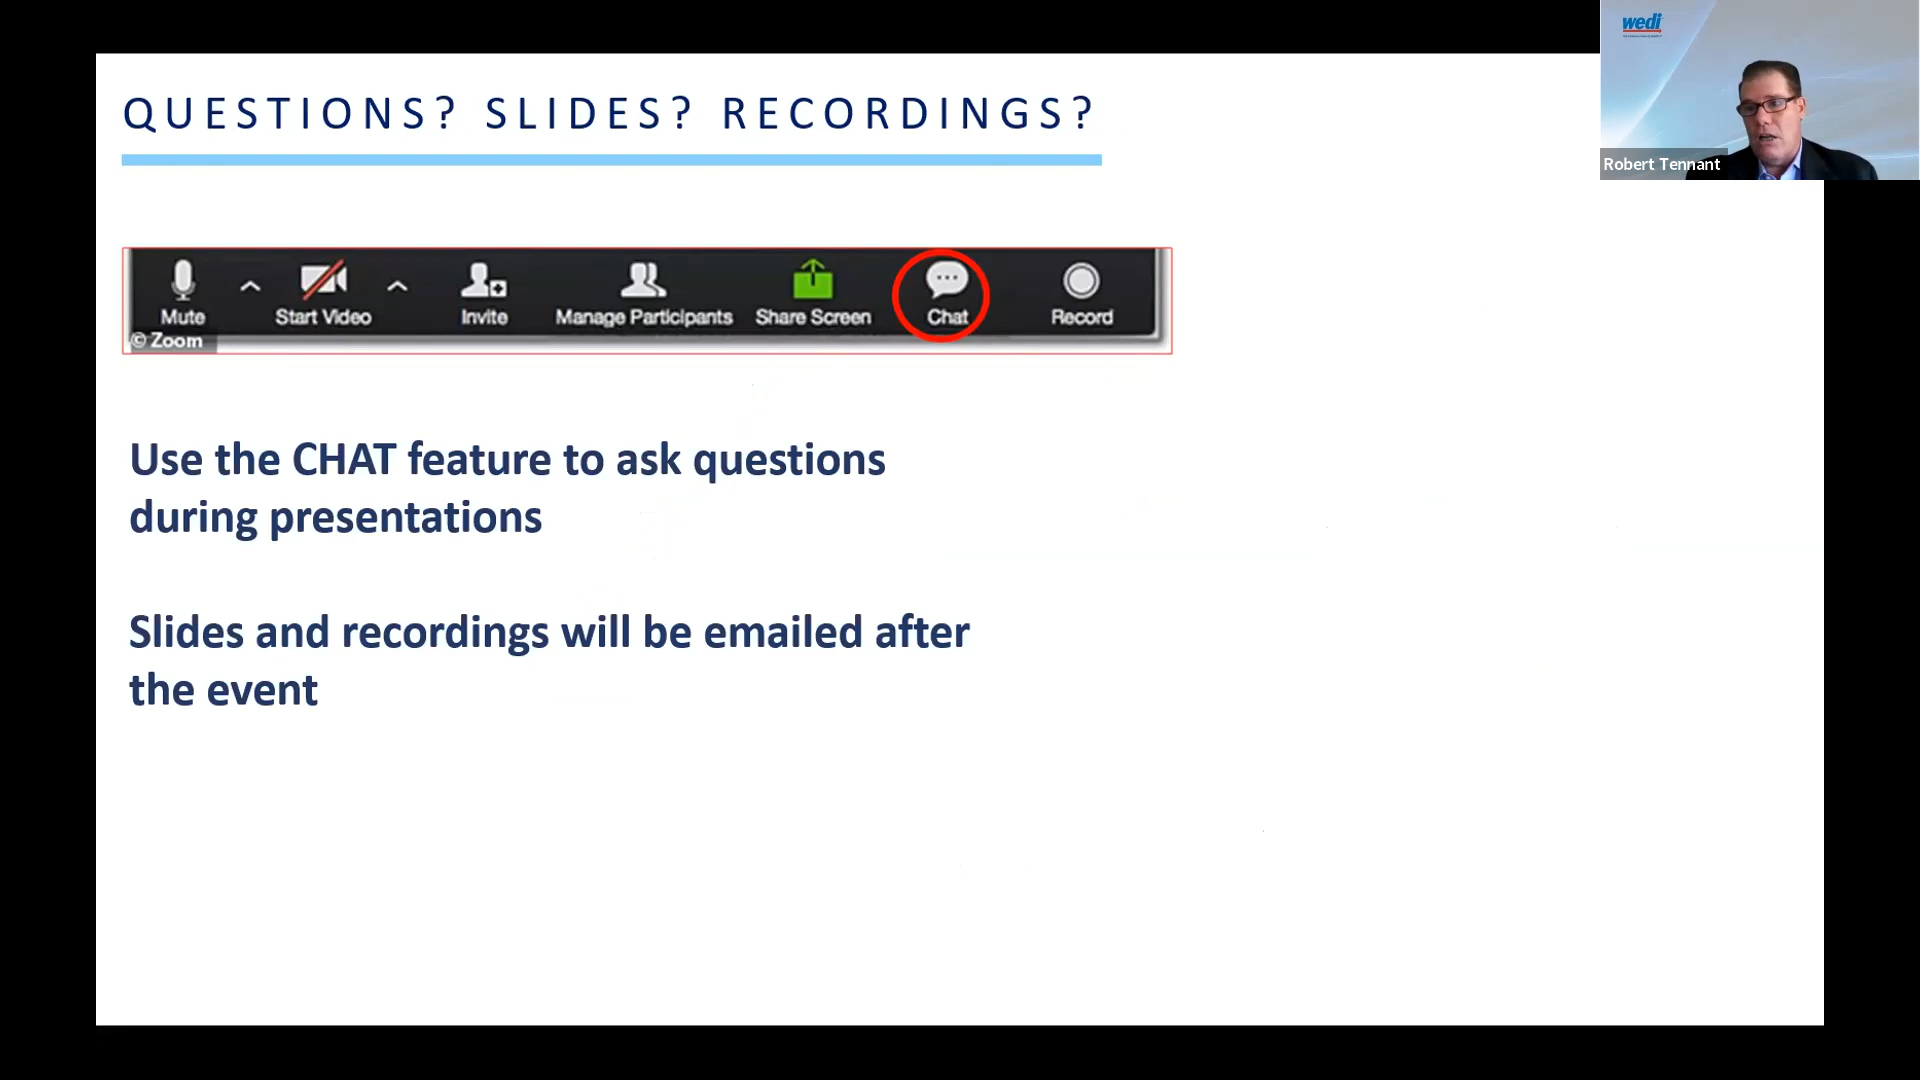 wedi
QUESTIONS? SLIDES? RECORDINGS?
Robert Tennant
Mute
Start Video
Invite
Manage Participants
Share Screen
Chat
Record
© Zoom
Use the CHAT feature to ask questions
during presentations
Slides and recordings will be emailed after
the event